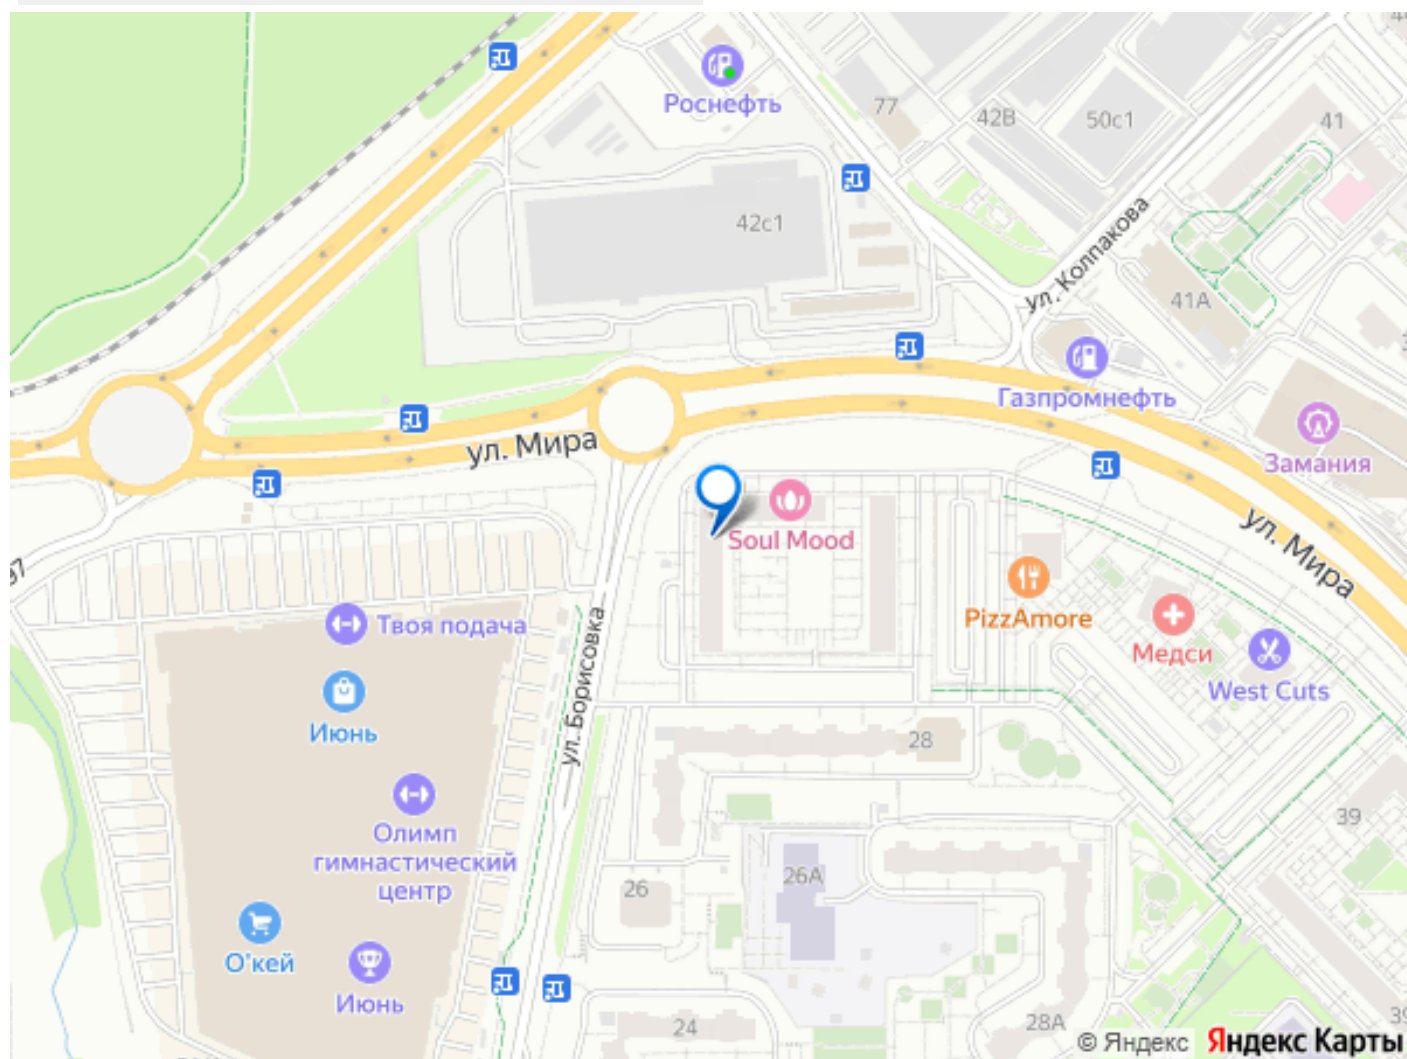 Роснефть
77
42В
50с1
41
42с1
ул. Колпакова
41А
Газпромнефть
Замания
ул. Мира
Soul Mood
ул. Мира
97
Твоя подача
PizzAmore
Медси
West Cuts
Июнь
ул. Борисовка
28
Олимп
гимнастический
центр
39
26А
26
О'кей
Июнь
24
28А
© Яндекс Яндекс Карты